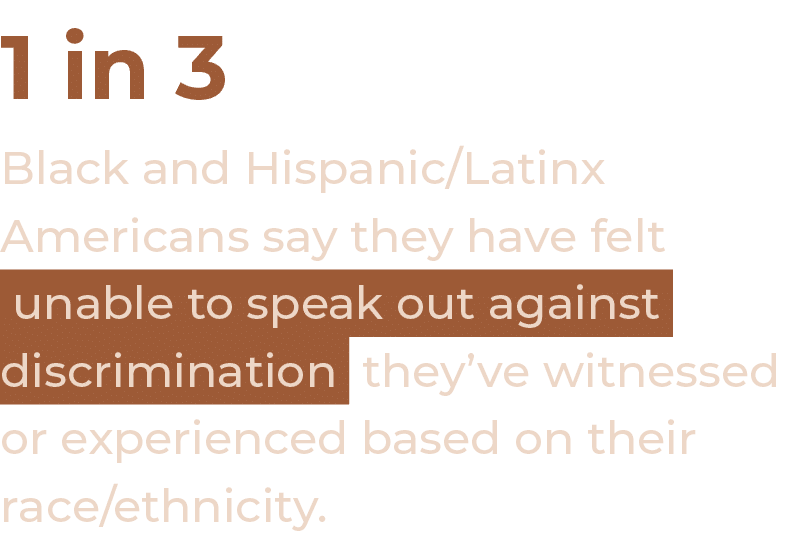 1 in 3
Black and Hispanic/Latinx
Americans say they have felt
unable to speak out against
discrimination they’ve witnessed
or experienced based on their
race/ethnicity.